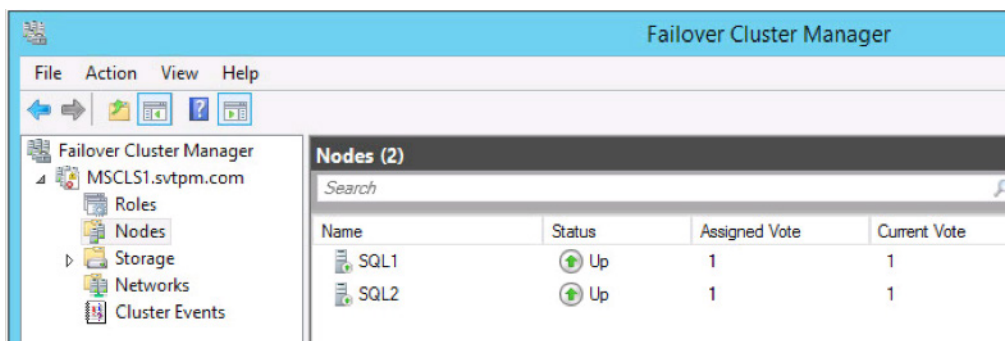 Failover Cluster Manager
File Action View Help
Failover Cluster Manager
MSCLS1.svtpm.com
Roles
Nodes
Storage
Networks
Cluster Events
Nodes (2)
Search
Name Status Assigned Vote Current Vote
SQL1 Up 1 1
SQL2 Up 1 1